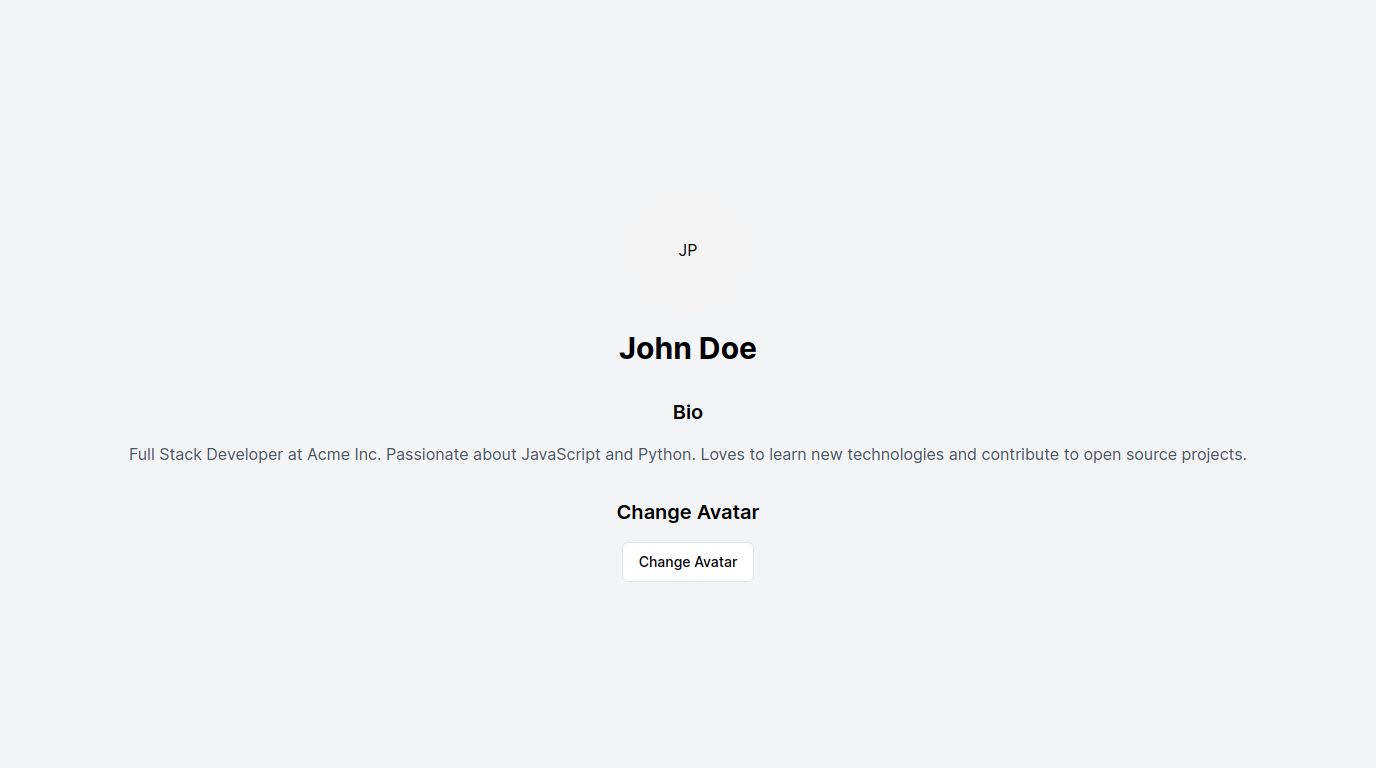 JP
John Doe
Bio
Full Stack Developer at Acme Inc. Passionate about JavaScript and Python. Loves to learn new technologies and contribute to open source projects.
Change Avatar
Change Avatar